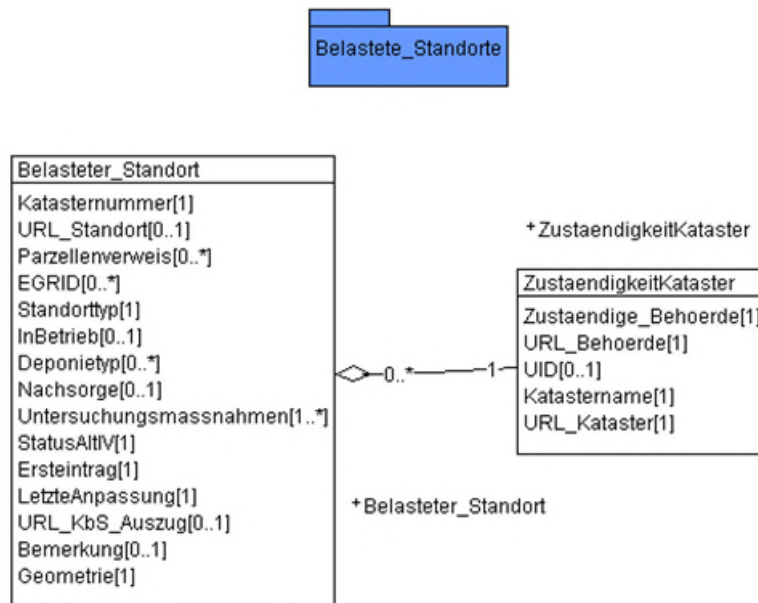 Belastete_Standorte
Belasteter_Standort
Katasternummer[1]
URL_Standort[0..1]
Parzellenverweis[0..*]
EGRID[0..*]
Standorttyp[1]
InBetrieb[0..1]
Deponietyp[0..*]
Nachsorge[0..1]
Untersuchungsmassnahmen[1..*]
StatusAltlV[1]
Ersteintrag[1]
LetzteAnpassung[1]
URL_KbS_Auszug[0..1]
Bemerkung[0..1]
Geometrie[1]
0..*
1
+Belasteter_Standort
+ZustaendigkeitKataster
ZustaendigkeitKataster
Zustaendige_Behoerde[1]
URL_Behoerde[1]
UID[0..1]
Katastername[1]
URL_Kataster[1]